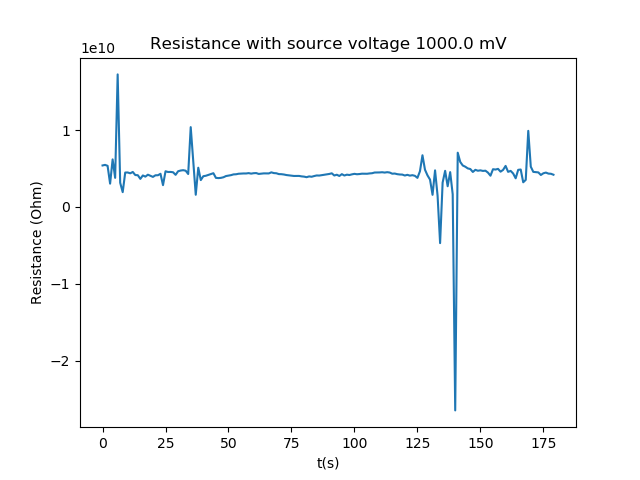 Resistance with source voltage 1000.0 mV
1e10
1
0
−1
−2
Resistance (Ohm)
0 25 50 75 100 125 150 175
t(s)